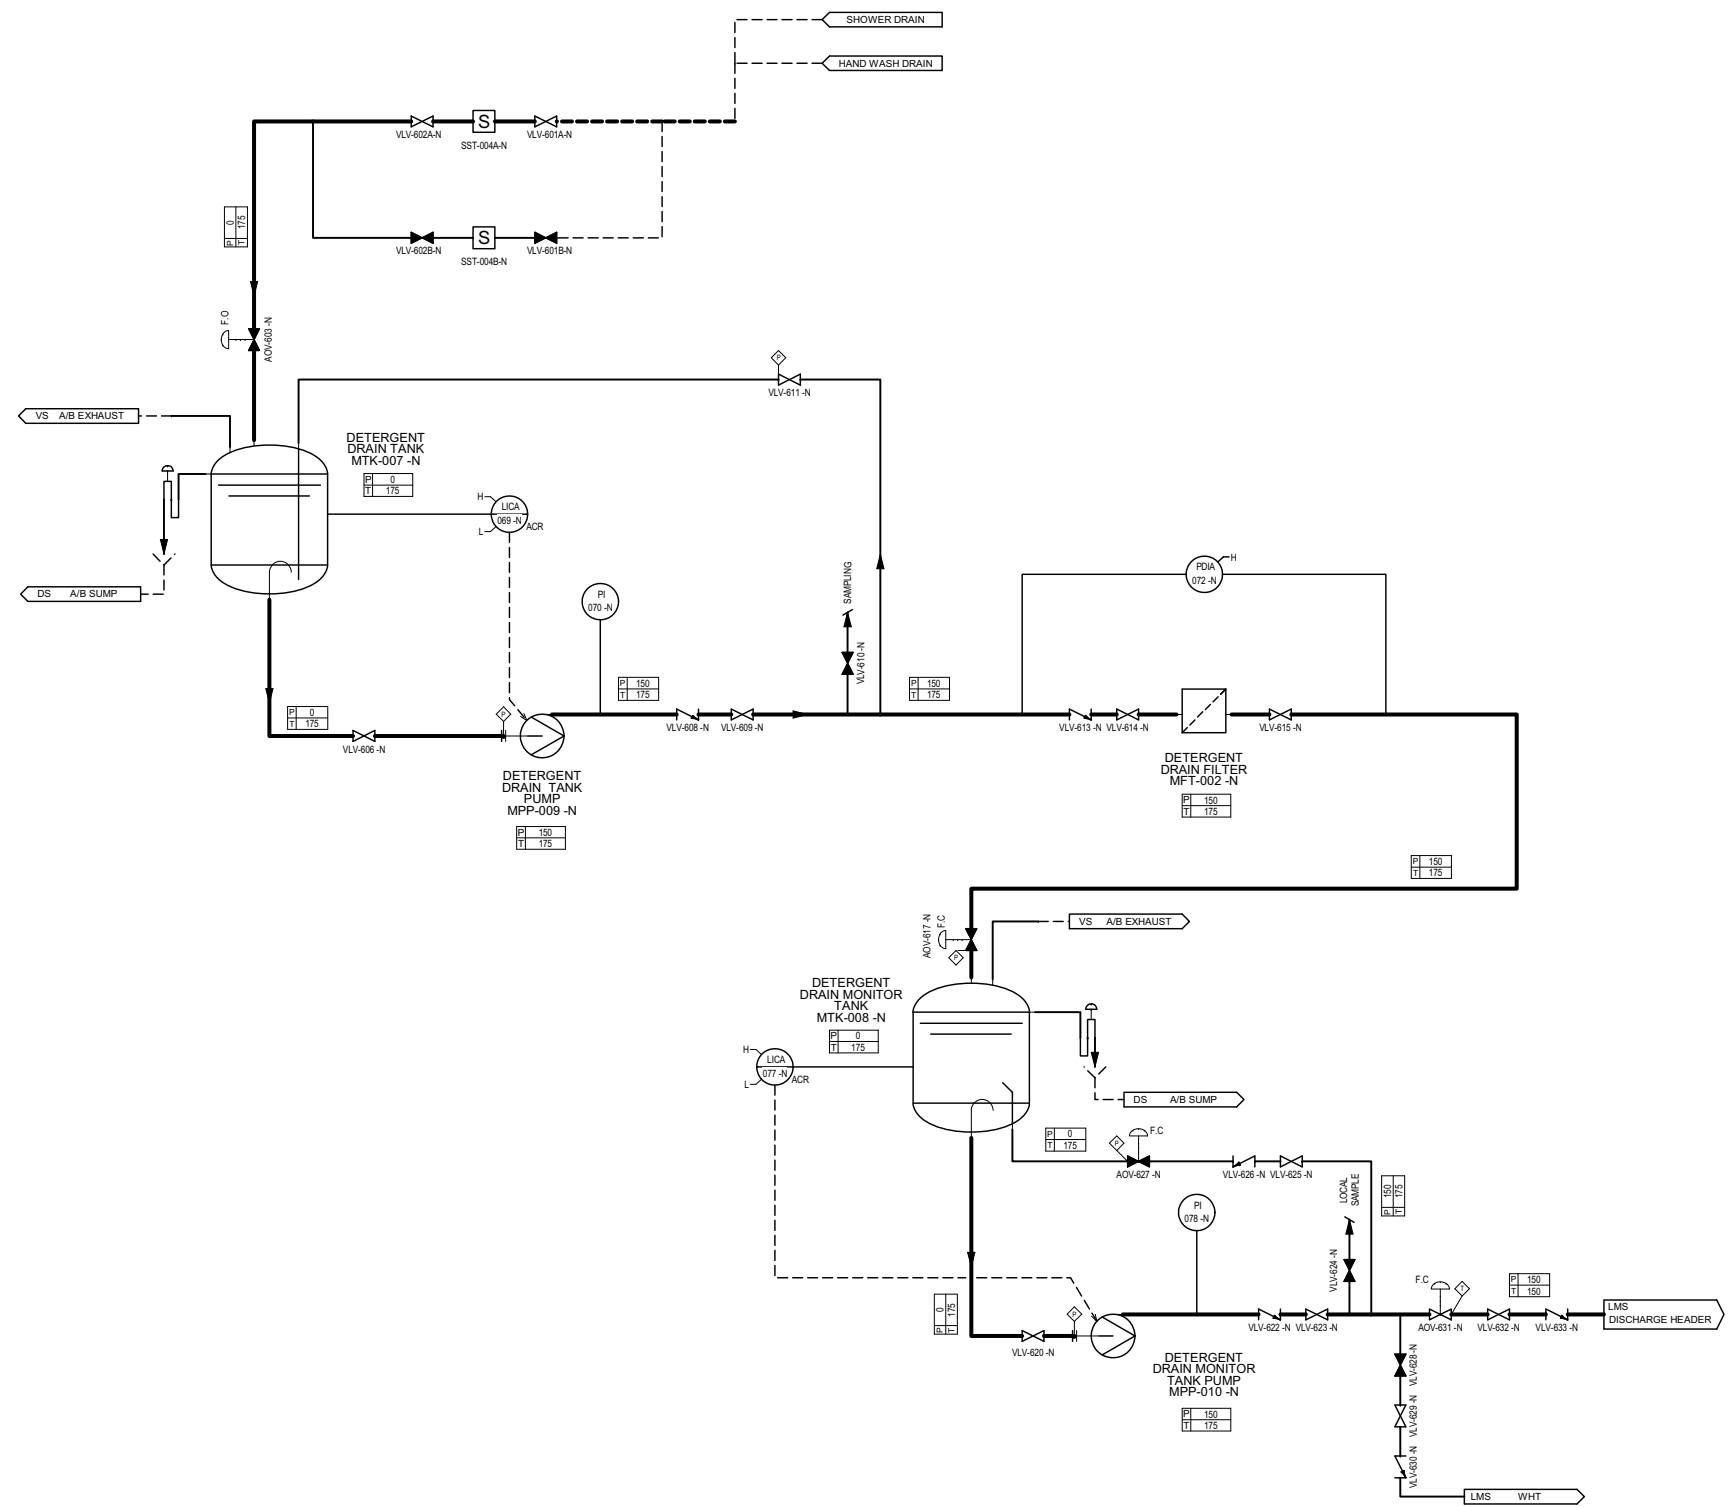 SHOWER DRAIN
HAND WASH DRAIN
VLV-602A-N
S
SST-004A-N
VLV-601A-N
VLV-602B-N
S
SST-004B-N
VLV-601B-N
P 0
T 175
F.O
AOV-603 -N
P
VLV-611 -N
VS A/B EXHAUST
DETERGENT
DRAIN TANK
MTK-007 -N
P 0
T 175
H
LICA
069 -N
L
ACR
DS A/B SUMP
PI
070 -N
SAMPLING
VLV-610 -N
PDIA
072 -N
H
P 0
T 175
VLV-606 -N
P
P 150
T 175
VLV-608 -N
VLV-609 -N
P 150
T 175
VLV-613 -N
VLV-614 -N
VLV-615 -N
DETERGENT
DRAIN TANK
PUMP
MPP-009 -N
P 150
T 175
DETERGENT
DRAIN FILTER
MFT-002 -N
P 150
T 175
P 150
T 175
AOV-617 -N
F.C
P
VS A/B EXHAUST
DETERGENT
DRAIN MONITOR
TANK
MTK-008 -N
P 0
T 175
H
LICA
077 -N
L
ACR
DS A/B SUMP
P 0
T 175
P
F.C
AOV-627 -N
VLV-626 -N
VLV-625 -N
LOCAL
SAMPLE
P 150
T 175
PI
078 -N
VLV-624 -N
P 0
T 175
VLV-620 -N
P
VLV-622 -N
VLV-623 -N
F.C
T
AOV-631 -N
P 150
T 150
VLV-632 -N
VLV-633 -N
LMS
DISCHARGE HEADER
DETERGENT
DRAIN MONITOR
TANK PUMP
MPP-010 -N
P 150
T 175
VLV-628 -N
VLV-629 -N
VLV-630 -N
LMS WHT